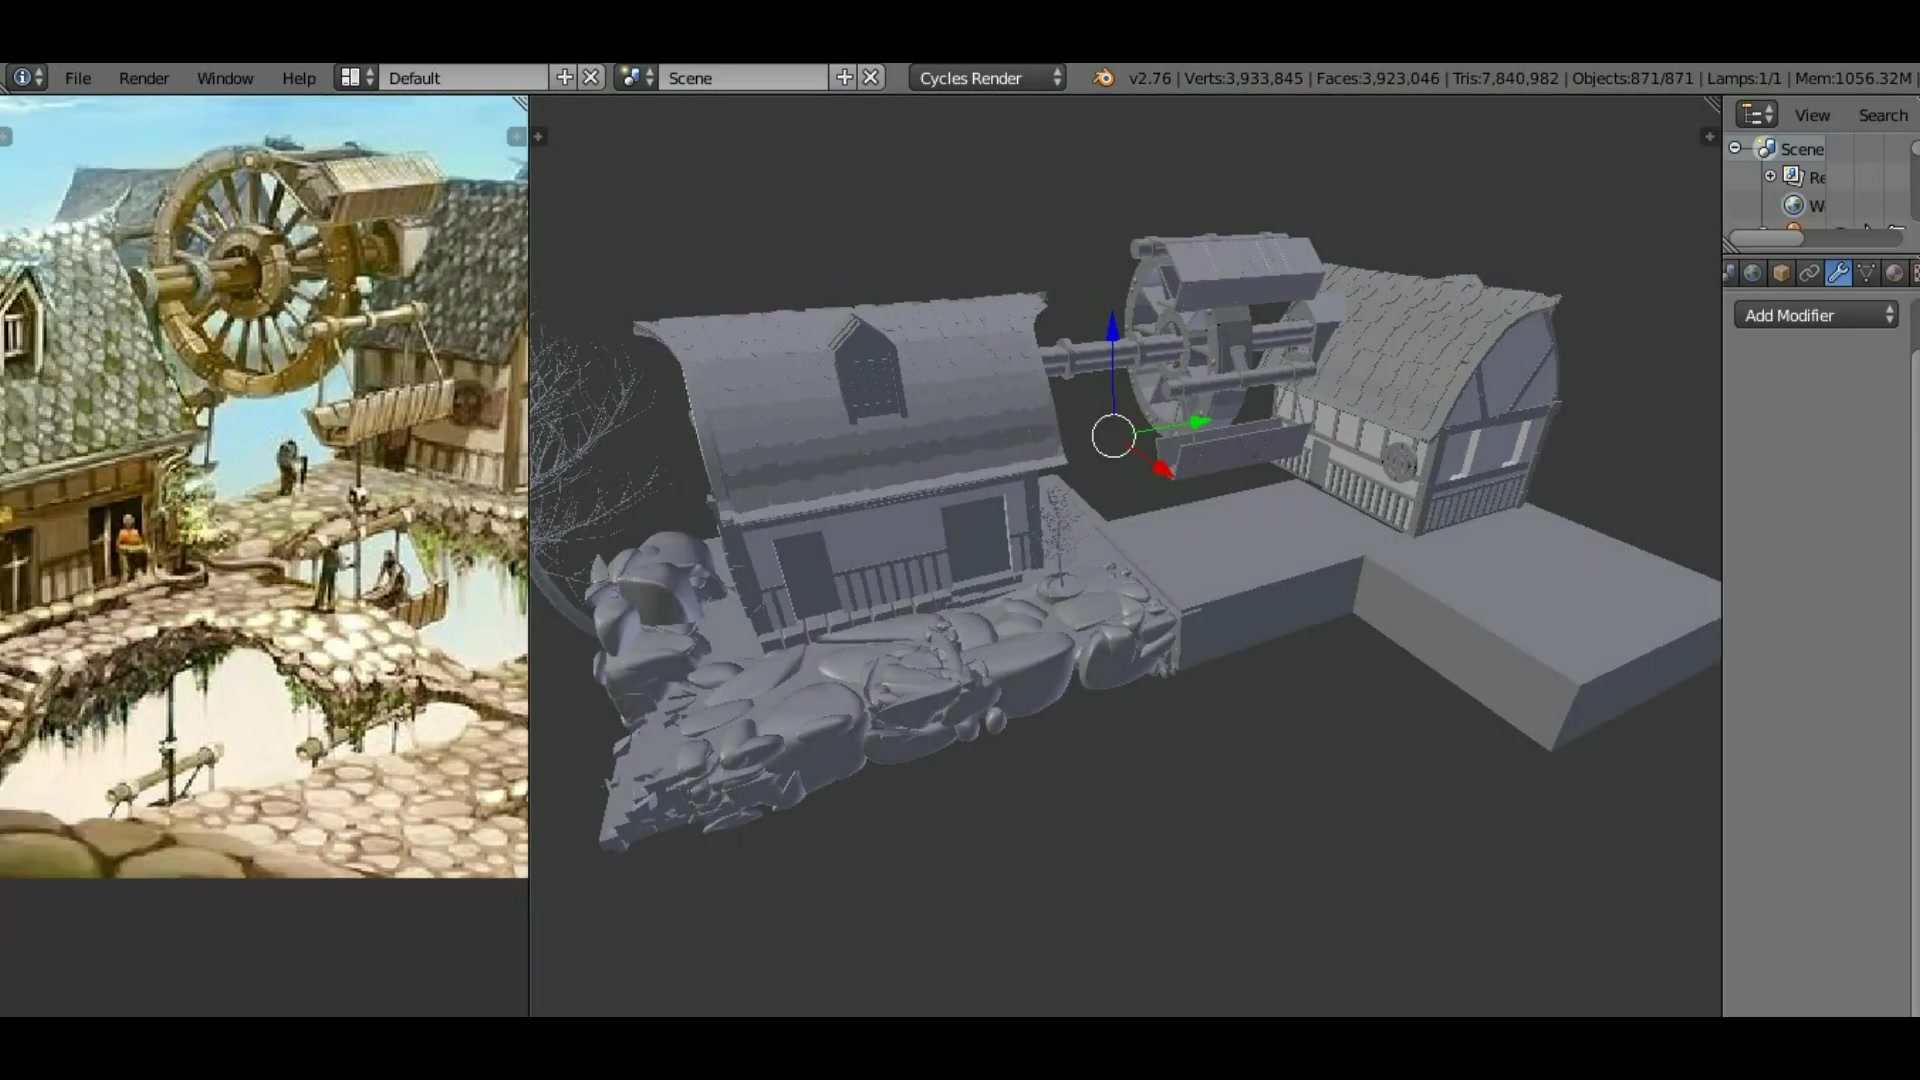 File Render Window Help Default Scene Cycles Render v2.76 | Verts:3,933,845 | Faces:3,923,046 | Tris:7,840,982 | Objects:871/871 | Lamps:1/1 | Mem:1056.32M |
View Search
Scene
Re
W
Add Modifier